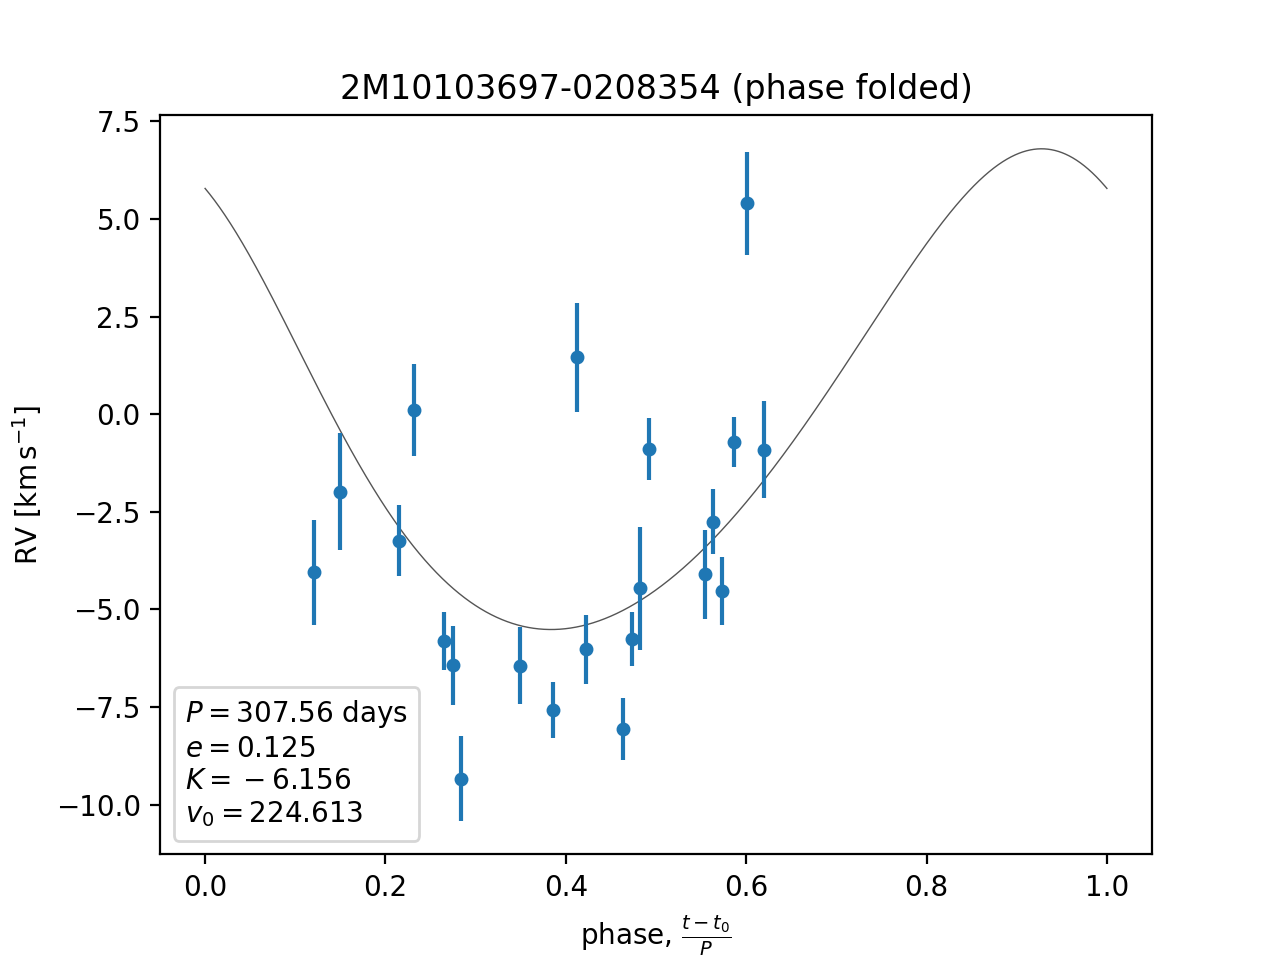 2M10103697-0208354 (phase folded)
7.5
5.0
2.5
0.0
−2.5
−5.0
−7.5
−10.0
RV [km s⁻¹]
P = 307.56 days
e = 0.125
K = −6.156
v₀ = 224.613
0.0 0.2 0.4 0.6 0.8 1.0
phase, (t − t₀)/P